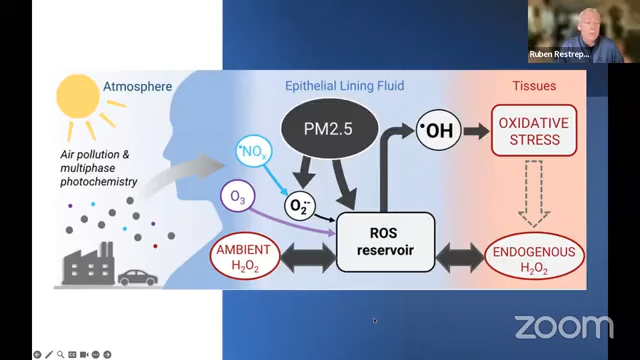 Ruben Restrep...
Atmosphere
Epithelial Lining Fluid
Tissues
Air pollution &
multiphase
photochemistry
•NOx
PM2.5
•OH
OXIDATIVE
STRESS
O3
O2•-
ROS
reservoir
AMBIENT
H2O2
ENDOGENOUS
H2O2
zoom